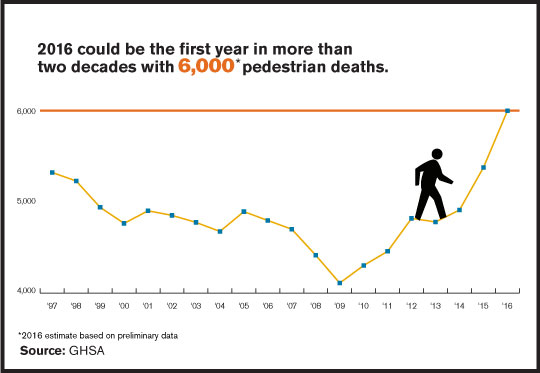 2016 could be the first year in more than
two decades with 6,000* pedestrian deaths.
6,000
5,000
4,000
'97 '98 '99 '00 '01 '02 '03 '04 '05 '06 '07 '08 '09 '10 '11 '12 '13 '14 '15 '16
*2016 estimate based on preliminary data
Source: GHSA